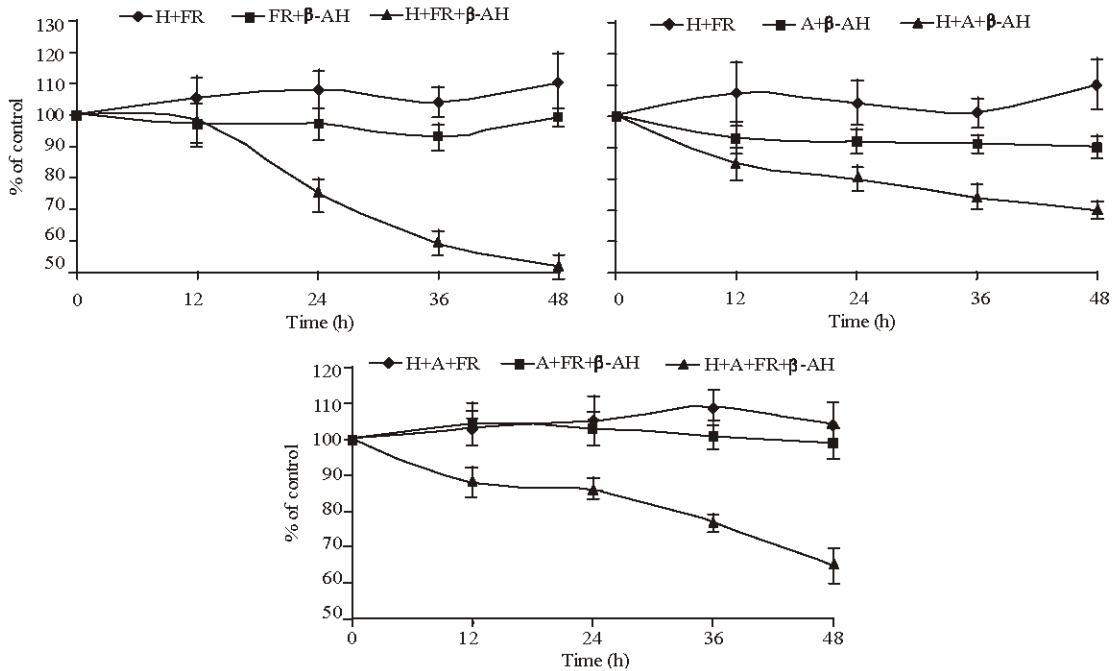 H+FR FR+β-AH H+FR+β-AH
130
120
110
100
90
80
70
60
50
% of control
0 12 24 36 48
Time (h)
H+FR A+β-AH H+A+β-AH
0 12 24 36 48
Time (h)
H+A+FR A+FR+β-AH H+A+FR+β-AH
120
110
100
90
80
70
60
50
% of control
0 12 24 36 48
Time (h)